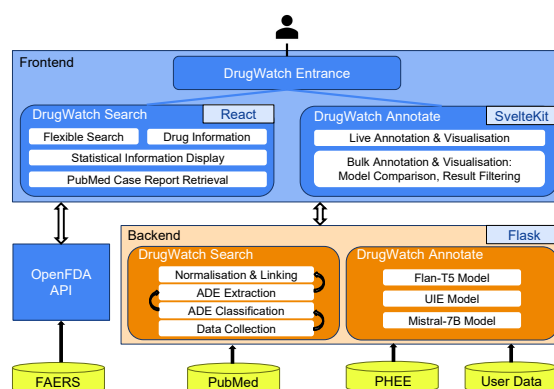 Frontend
DrugWatch Entrance
DrugWatch Search
React
Flexible Search
Drug Information
Statistical Information Display
PubMed Case Report Retrieval
DrugWatch Annotate
SvelteKit
Live Annotation & Visualisation
Bulk Annotation & Visualisation:
Model Comparison, Result Filtering
OpenFDA
API
Backend
Flask
DrugWatch Search
Normalisation & Linking
ADE Extraction
ADE Classification
Data Collection
DrugWatch Annotate
Flan-T5 Model
UIE Model
Mistral-7B Model
FAERS
PubMed
PHEE
User Data